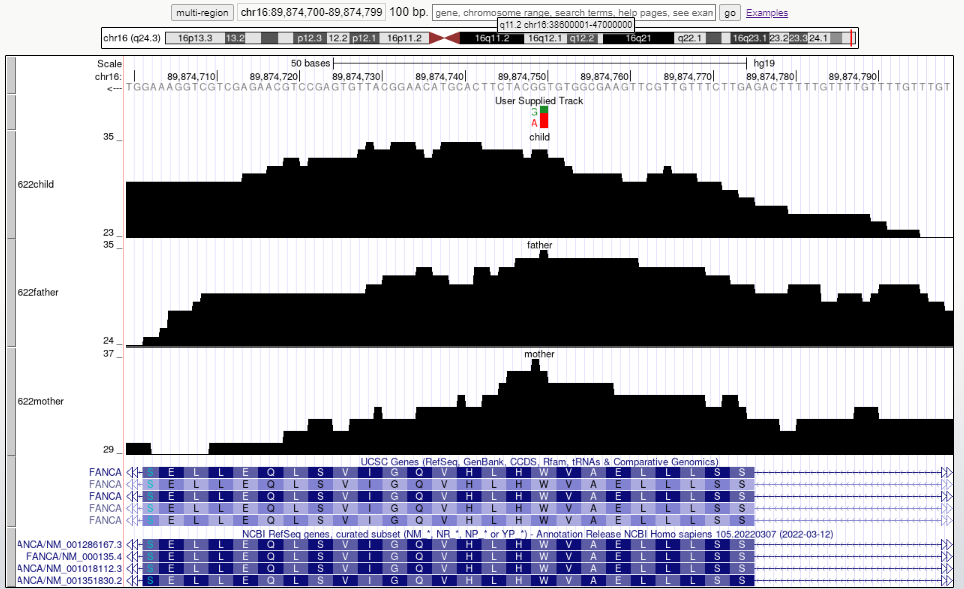 multi-region chr16:89,874,700-89,874,799 100 bp. gene, chromosome range, search terms, help pages, see exan go Examples
q11.2 chr16:38600001-47000000
chr16 (q24.3) 16p13.3 13.2 p12.3 12.2 p12.1 16p11.2 16q11.2 16q12.1 q12.2 16q21 q22.1 16q23.1 23.2 23.3 24.1
Scale 50 bases hg19
chr16: 89,874,710 89,874,720 89,874,730 89,874,740 89,874,750 89,874,760 89,874,770 89,874,780 89,874,790
<--- TGGAAAGGTCGTCGAGAACGTCCGAGTGTTACGGAACATGCACTTCTACGGTGTGGCGAAGTTCGTTGTTTCTTGAGACTTTTTGTTTTGTTTTGTTTGT
User Supplied Track
G
A
35 child
622child
23
35 father
622father
24
37 mother
622mother
29
UCSC Genes (RefSeq, GenBank, CCDS, Rfam, tRNAs & Comparative Genomics)
FANCA S E L L E Q L S V I G Q V H L H W V A E L L L S S
FANCA S E L L E Q L S V I G Q V H L H W V A E L L L S S
FANCA S E L L E Q L S V I G Q V H L H W V A E L L L S S
FANCA S E L L E Q L S V I G Q V H L H W V A E L L L S S
FANCA S E L L E Q L S V I G Q V H L H W V A E L L L S S
NCBI RefSeq genes, curated subset (NM_*, NR_*, NP_* or YP_*) - Annotation Release NCBI Homo sapiens 105.20220307 (2022-03-12)
ANCA/NM_001286167.3 S E L L E Q L S V I G Q V H L H W V A E L L L S S
FANCA/NM_000135.4 S E L L E Q L S V I G Q V H L H W V A E L L L S S
ANCA/NM_001018112.3 S E L L E Q L S V I G Q V H L H W V A E L L L S S
ANCA/NM_001351830.2 S E L L E Q L S V I G Q V H L H W V A E L L L S S